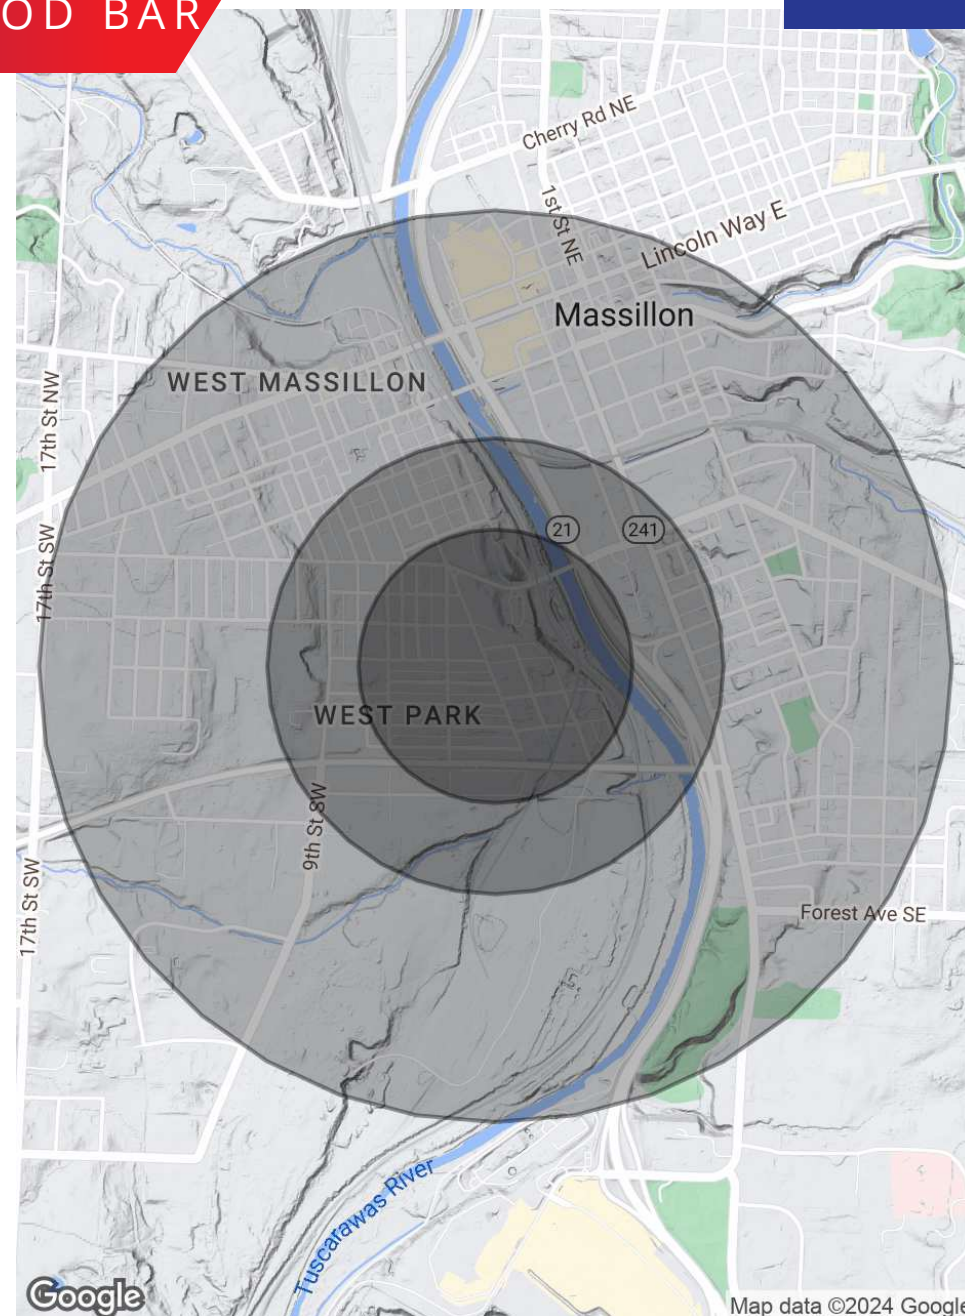 OD BAR
Cherry Rd NE
1st St NE
Lincoln Way E
Massillon
WEST MASSILLON
17th St NW
21
241
17th St SW
WEST PARK
9th St SW
17th St SW
Forest Ave SE
Tuscarawas River
Google
Map data ©2024 Google